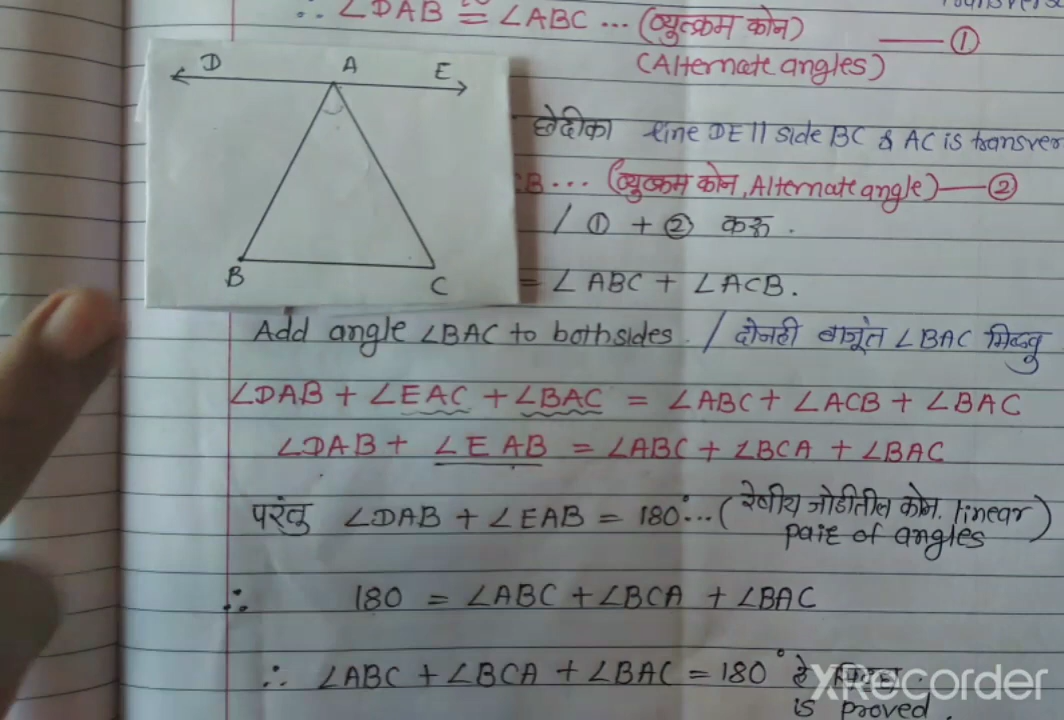 ∴ ∠DAB ≅ ∠ABC ... (व्युत्क्रम कोन) —— ①
(Alternate angles)
D A E
B C
छेदीका line DE || side BC & AC is transver
CB ... (व्युत्क्रम कोन, Alternate angle) — ②
/ ① + ② करू.
= ∠ABC + ∠ACB.
Add angle ∠BAC to both sides. / दोनही बाजूंत ∠BAC मिळवु
∠DAB + ∠EAC + ∠BAC = ∠ABC + ∠ACB + ∠BAC
∠DAB + ∠EAB = ∠ABC + ∠BCA + ∠BAC
परंतु ∠DAB + ∠EAB = 180°... (रेषीय जोडीतील कोन. linear
pair of angles)
∴ 180 = ∠ABC + ∠BCA + ∠BAC
∴ ∠ABC + ∠BCA + ∠BAC = 180° हे
is proved.
XRecorder